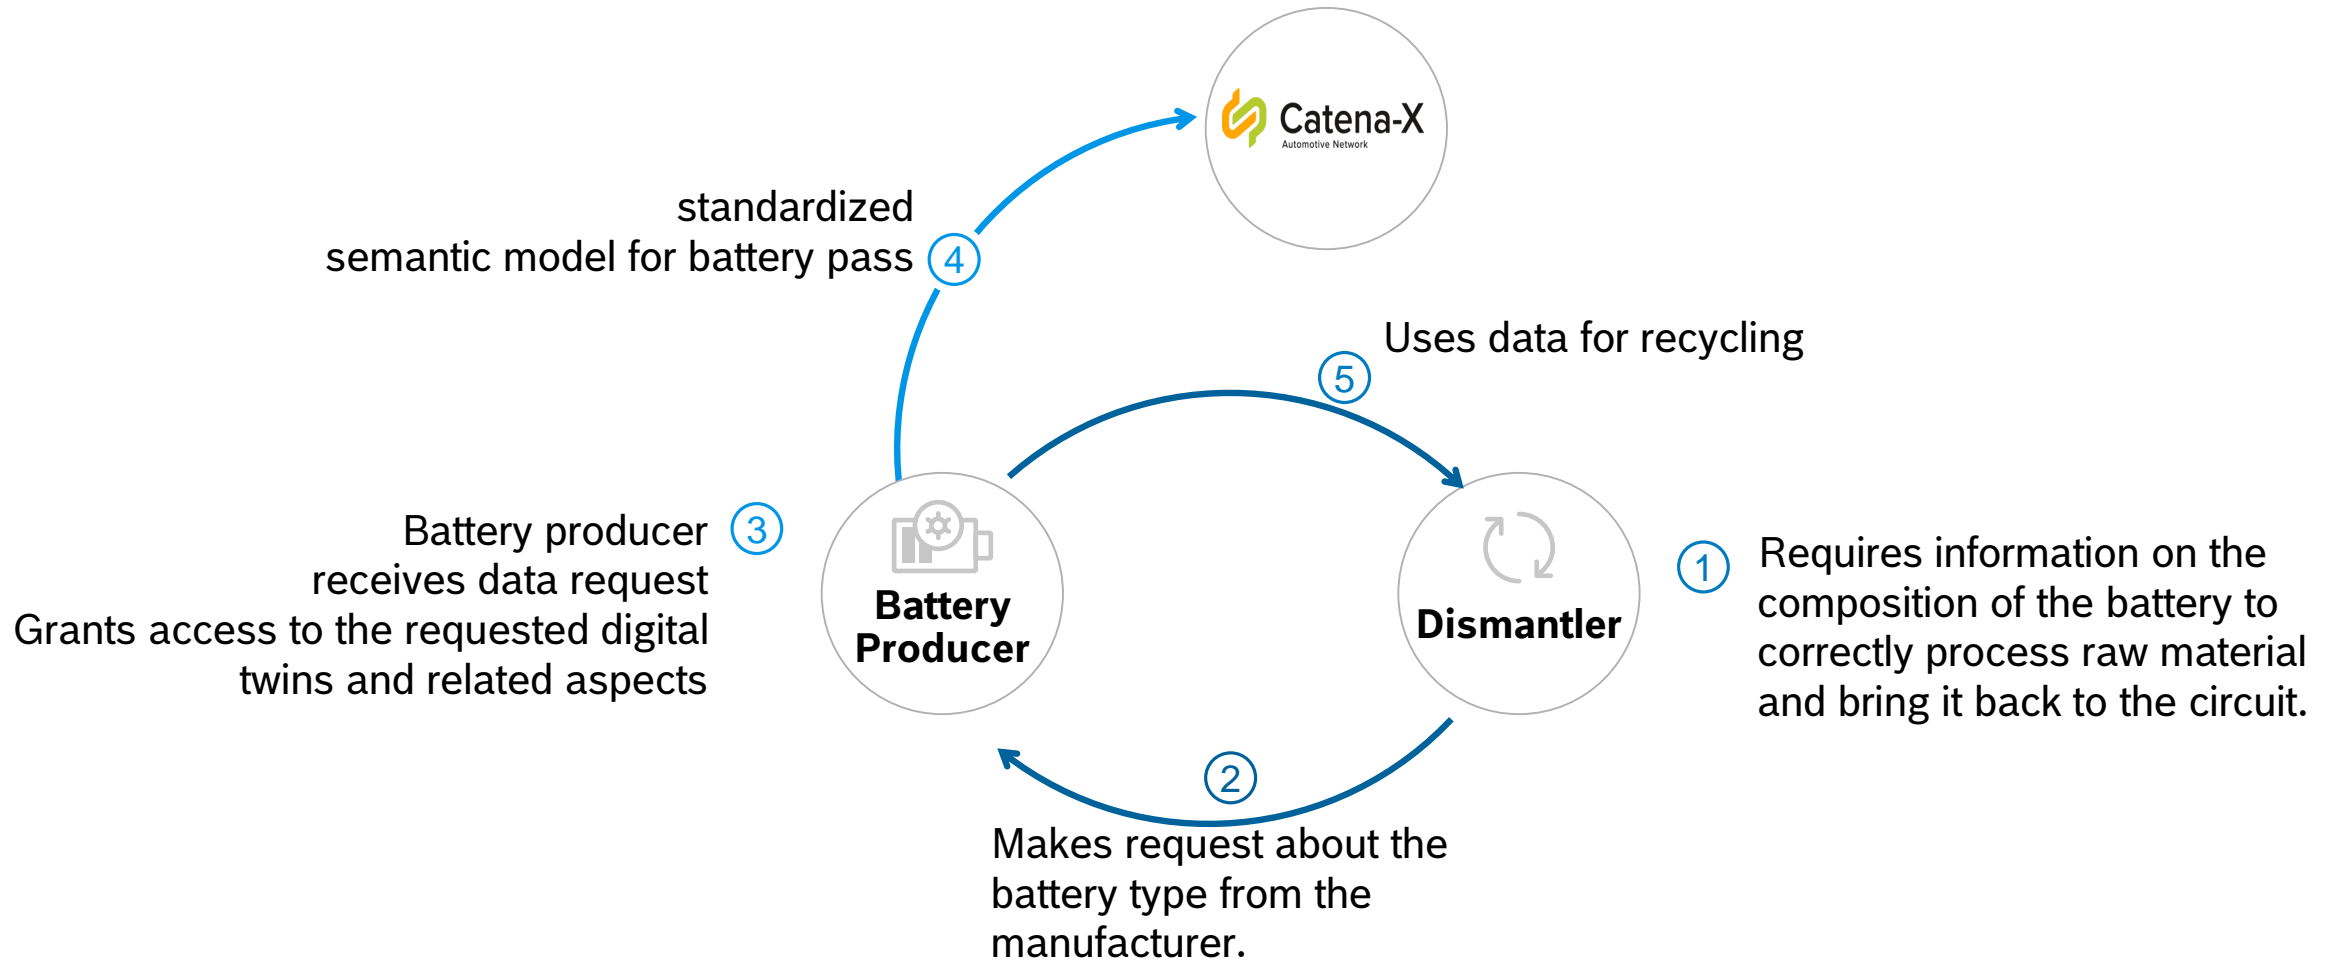 Catena-X
Automotive Network
standardized
semantic model for battery pass
4
Uses data for recycling
5
Battery producer
receives data request
Grants access to the requested digital
twins and related aspects
3
Battery
Producer
Dismantler
1
Requires information on the
composition of the battery to
correctly process raw material
and bring it back to the circuit.
2
Makes request about the
battery type from the
manufacturer.